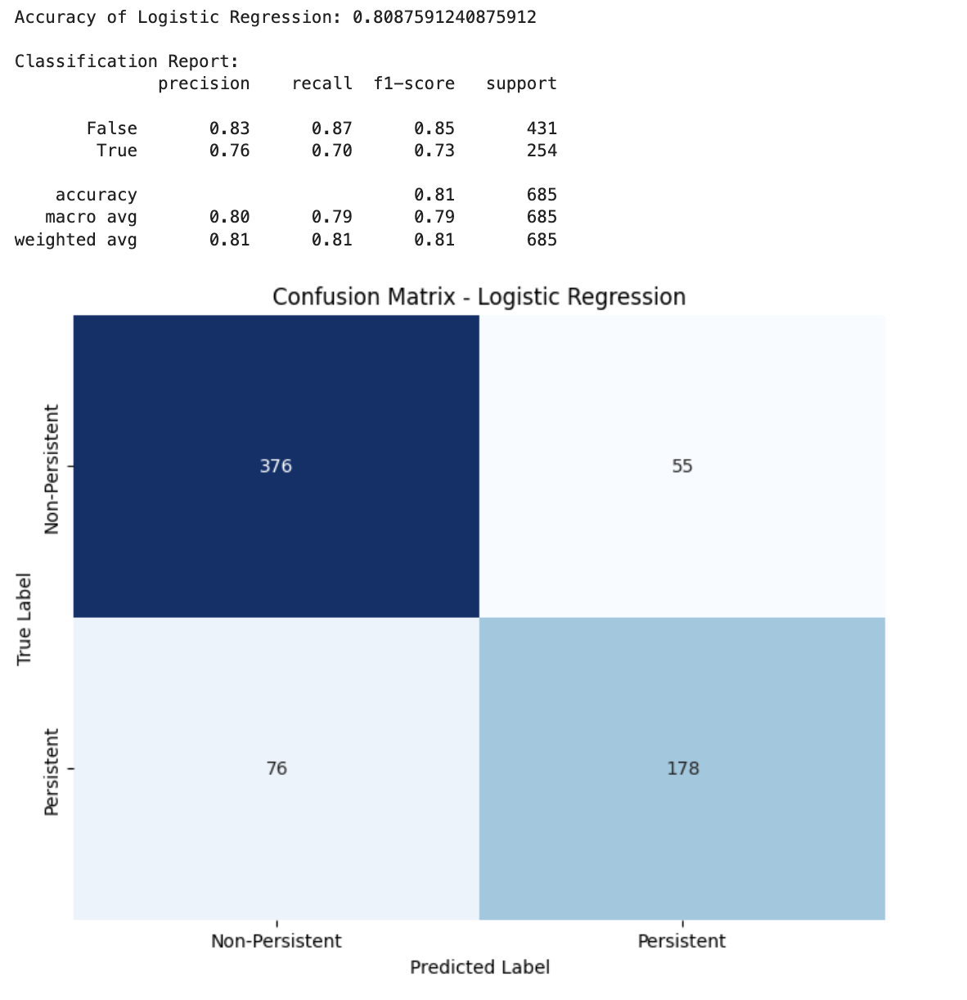 Accuracy of Logistic Regression: 0.8087591240875912
Classification Report:
precision recall f1-score support
False 0.83 0.87 0.85 431
True 0.76 0.70 0.73 254
accuracy 0.81 685
macro avg 0.80 0.79 0.79 685
weighted avg 0.81 0.81 0.81 685
Confusion Matrix - Logistic Regression
True Label
Non-Persistent
376 55
Persistent
76 178
Non-Persistent Persistent
Predicted Label